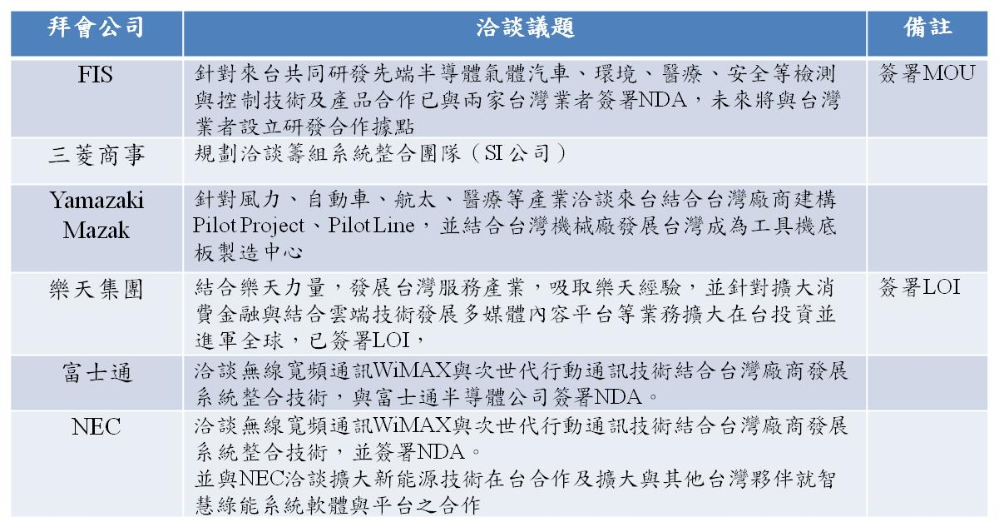 拜會公司 洽談議題 備註
FIS 針對來台共同研發先端半導體氣體汽車、環境、醫療、安全等檢測 簽署MOU
與控制技術及產品合作已與兩家台灣業者簽署NDA,未來將與台灣
業者設立研發合作據點
三菱商事 規劃洽談籌組系統整合團隊(SI公司)
Yamazaki 針對風力、自動車、航太、醫療等產業洽談來台結合台灣廠商建構
Mazak Pilot Project、Pilot Line,並結合台灣機械廠發展台灣成為工具機底
板製造中心
樂天集團 結合樂天力量,發展台灣服務產業,吸取樂天經驗,並針對擴大消 簽署LOI
費金融與結合雲端技術發展多媒體內容平台等業務擴大在台投資並
進軍全球,已簽署LOI,
富士通 洽談無線寬頻通訊WiMAX與次世代行動通訊技術結合台灣廠商發展
系統整合技術,與富士通半導體公司簽署NDA。
NEC 洽談無線寬頻通訊WiMAX與次世代行動通訊技術結合台灣廠商發展
系統整合技術,並簽署NDA。
並與NEC洽談擴大新能源技術在台合作及擴大與其他台灣夥伴就智
慧綠能系統軟體與平台之合作